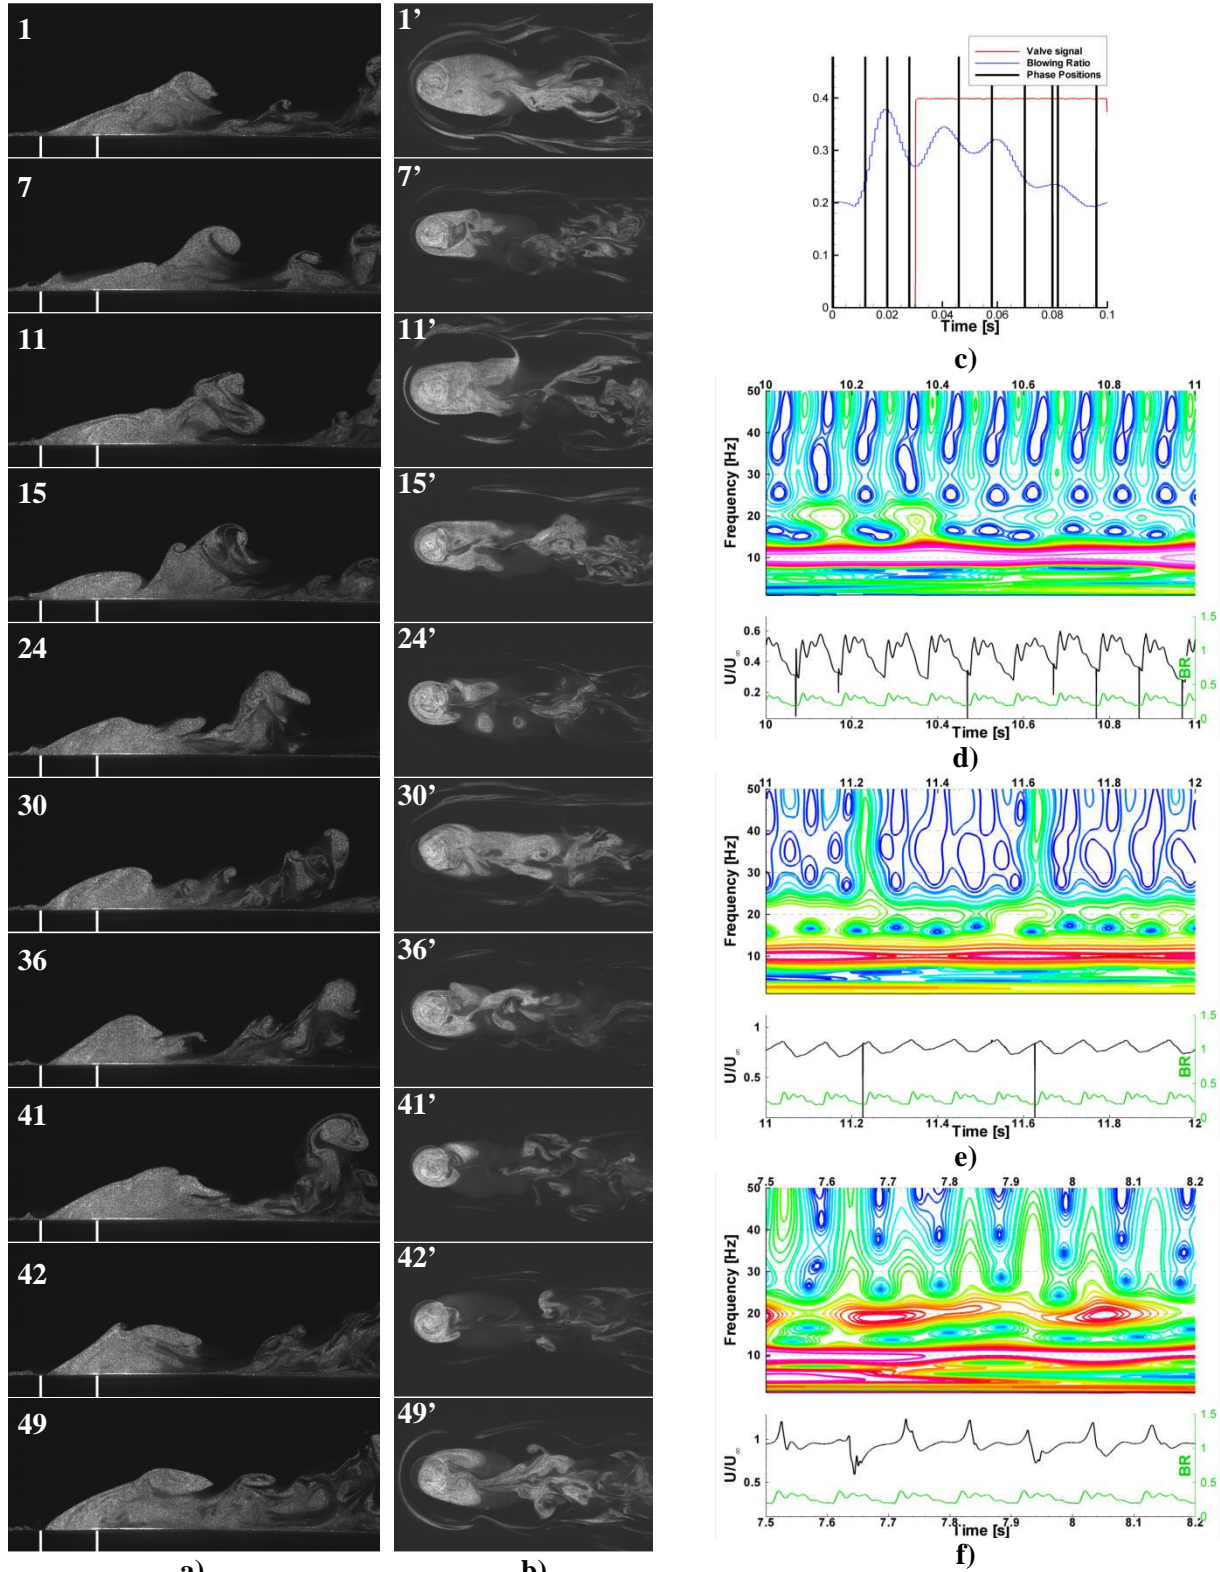 1
7
11
15
24
30
36
41
42
49
a)
1’
7’
11’
15’
24’
30’
36’
41’
42’
49’
b)
Valve signal
Blowing Ratio
Phase Positions
0.4
0.3
0.2
0.1
0
0 0.02 0.04 0.06 0.08 0.1
Time [s]
c)
10 10.2 10.4 10.6 10.8 11
50
40
30
20
10
Frequency [Hz]
0.6
0.4
0.2
U/U∞
1.5
1
0.5
0
BR
10 10.2 10.4 10.6 10.8 11
Time [s]
d)
11 11.2 11.4 11.6 11.8 12
50
40
30
20
10
Frequency [Hz]
1
0.5
U/U∞
1.5
1
0.5
0
BR
11 11.2 11.4 11.6 11.8 12
Time [s]
e)
7.5 7.6 7.7 7.8 7.9 8 8.1 8.2
50
40
30
20
10
Frequency [Hz]
1
0.5
U/U∞
1.5
1
0.5
0
BR
7.5 7.6 7.7 7.8 7.9 8 8.1 8.2
Time [s]
f)